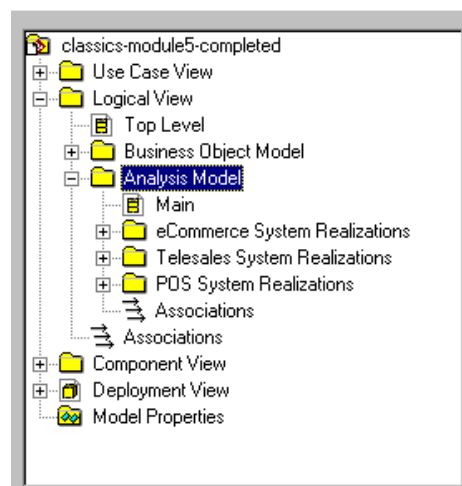 classics-module5-completed
Use Case View
Logical View
Top Level
Business Object Model
Analysis Model
Main
eCommerce System Realizations
Telesales System Realizations
POS System Realizations
Associations
Associations
Component View
Deployment View
Model Properties